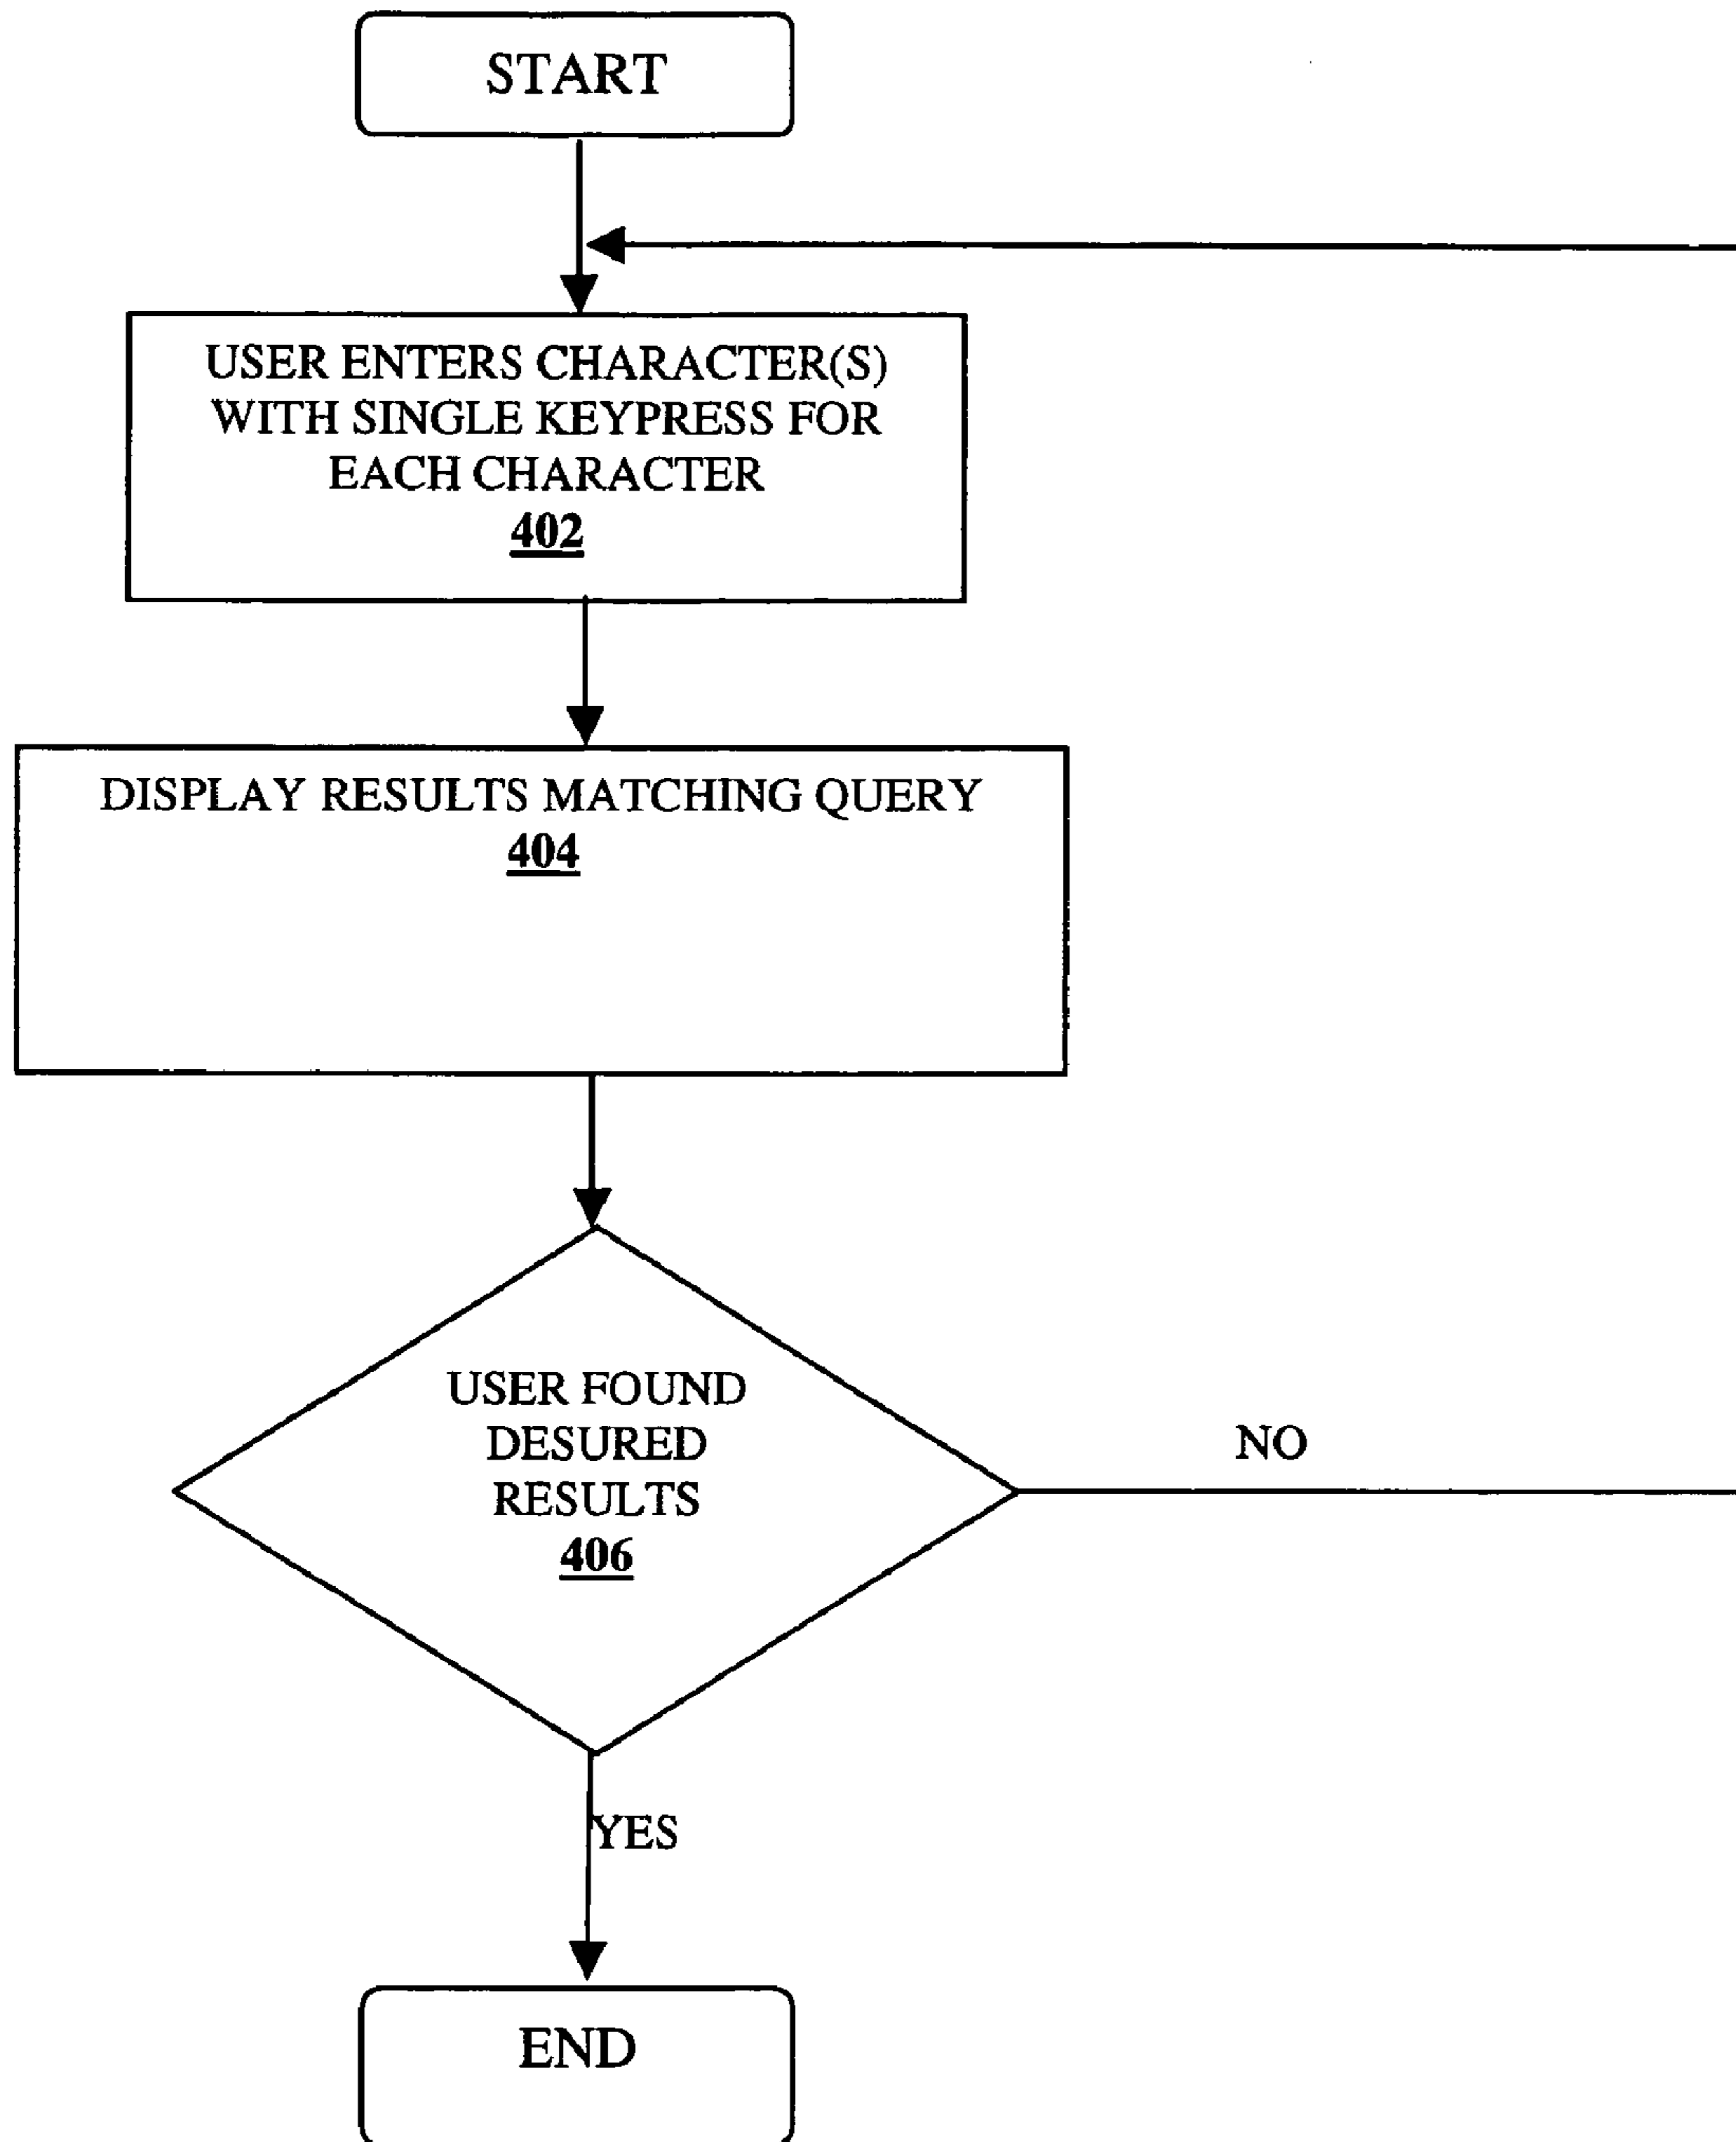 START
USER ENTERS CHARACTER(S)
WITH SINGLE KEYPRESS FOR
EACH CHARACTER
402
DISPLAY RESULTS MATCHING QUERY
404
USER FOUND
DESURED
RESULTS
406
NO
YES
END